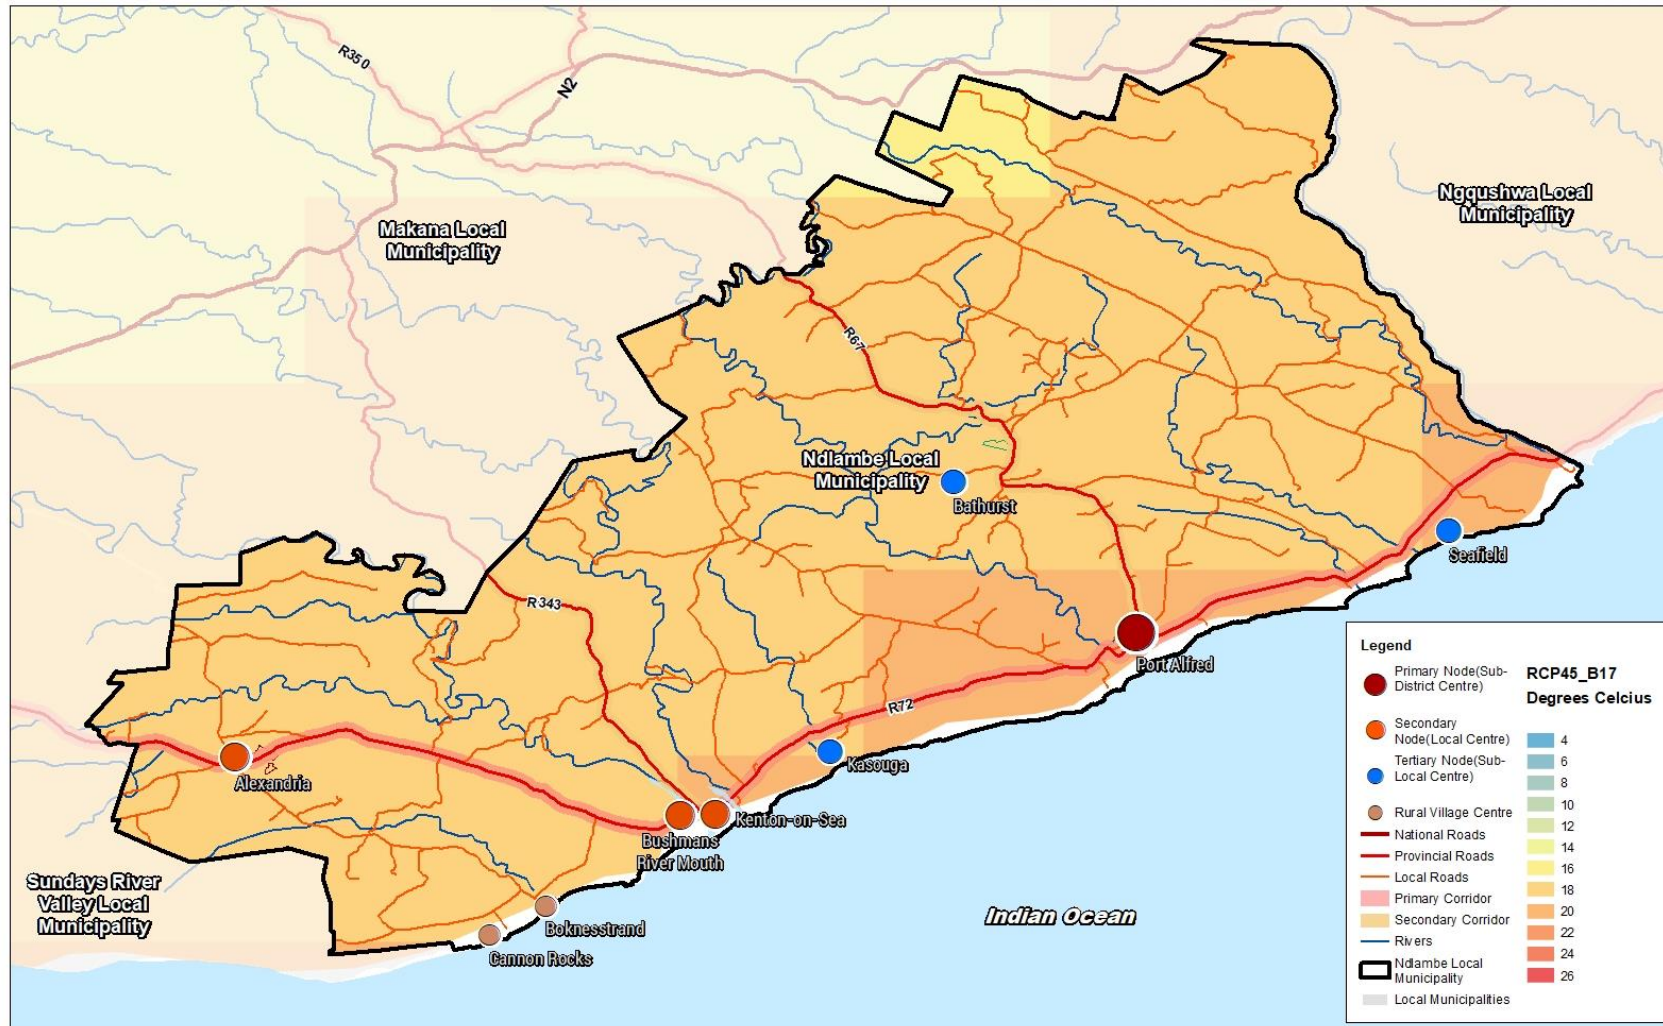 R350
N2
Makana Local
Municipality
Ngqushwa Local
Municipality
R67
Ndlambe Local
Municipality
Bathurst
Seafield
R343
Port Alfred
R72
Kasouga
Alexandria
Kenton-on-Sea
Bushmans
River Mouth
Sundays River
Valley Local
Municipality
Boknesstrand
Cannon Rocks
Indian Ocean
Legend
Primary Node(Sub-
District Centre)
Secondary
Node(Local Centre)
Tertiary Node(Sub-
Local Centre)
Rural Village Centre
National Roads
Provincial Roads
Local Roads
Primary Corridor
Secondary Corridor
Rivers
Ndlambe Local
Municipality
Local Municipalities
RCP45_B17
Degrees Celcius
4
6
8
10
12
14
16
18
20
22
24
26